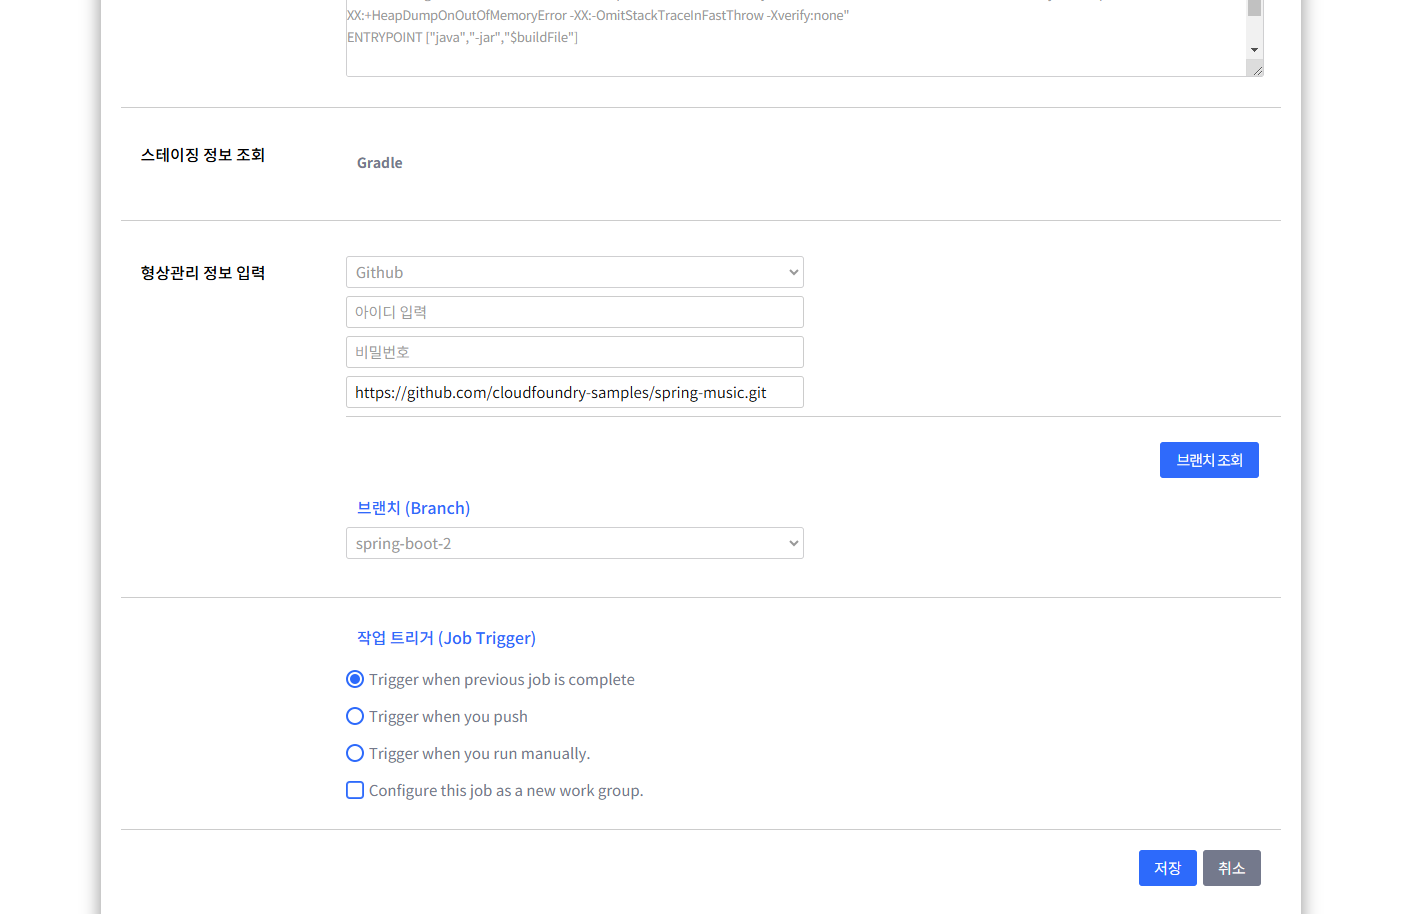 XX:+HeapDumpOnOutOfMemoryError -XX:-OmitStackTraceInFastThrow -Xverify:none"
ENTRYPOINT ["java","-jar","$buildFile"]
스테이징 정보 조회
Gradle
형상관리 정보 입력
Github
아이디 입력
비밀번호
https://github.com/cloudfoundry-samples/spring-music.git
브랜치 조회
브랜치 (Branch)
spring-boot-2
작업 트리거 (Job Trigger)
Trigger when previous job is complete
Trigger when you push
Trigger when you run manually.
Configure this job as a new work group.
저장
취소